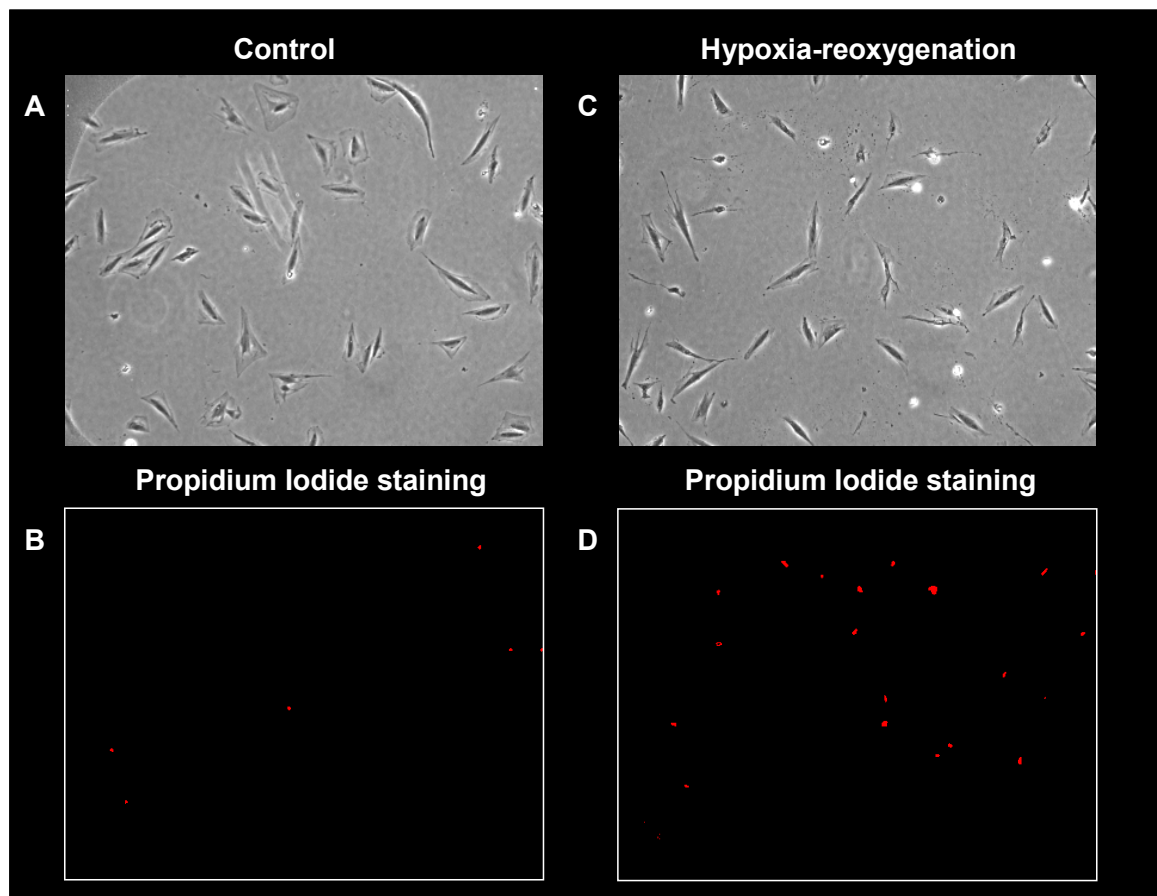 Control
Hypoxia-reoxygenation
A
C
Propidium Iodide staining
Propidium Iodide staining
B
D